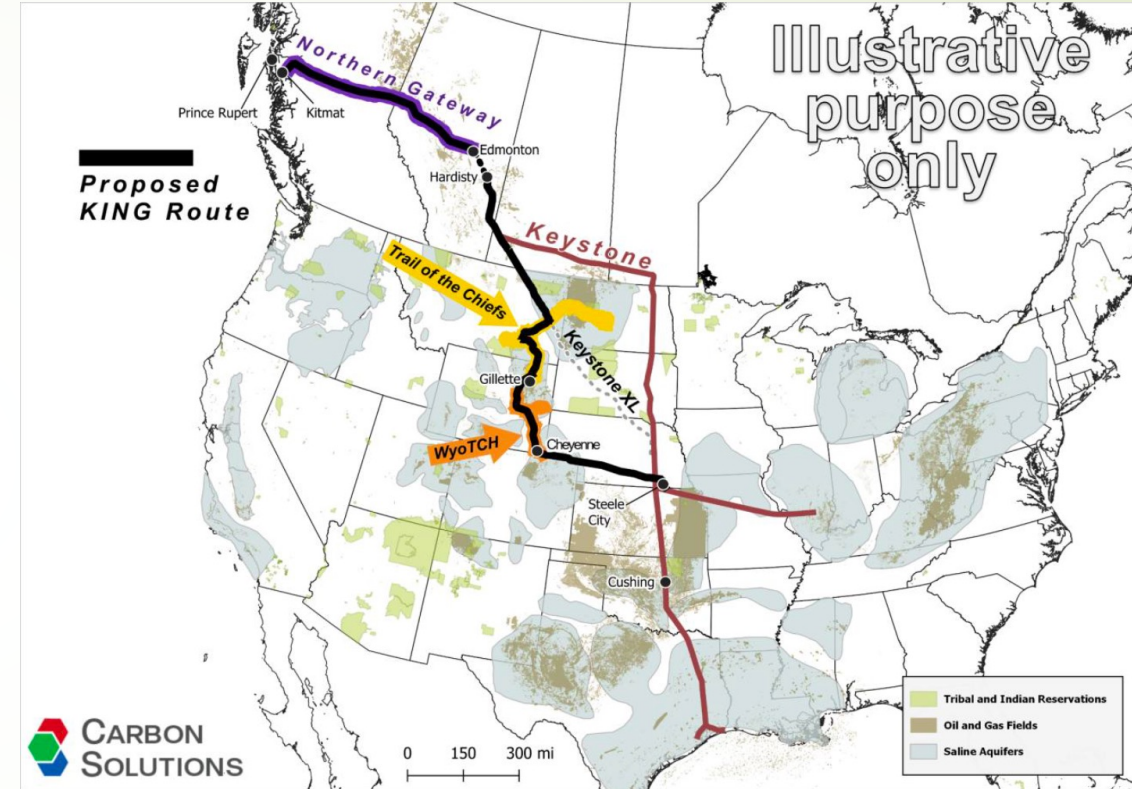 Illustrative
purpose
only
Northern Gateway
Prince Rupert
Kitmat
Edmonton
Hardisty
Proposed
KING Route
Keystone
Trail of the Chiefs
Keystone XL
Gillette
WyoTCH
Cheyenne
Steele
City
Cushing
Tribal and Indian Reservations
Oil and Gas Fields
Saline Aquifers
CARBON
SOLUTIONS
0 150 300 mi